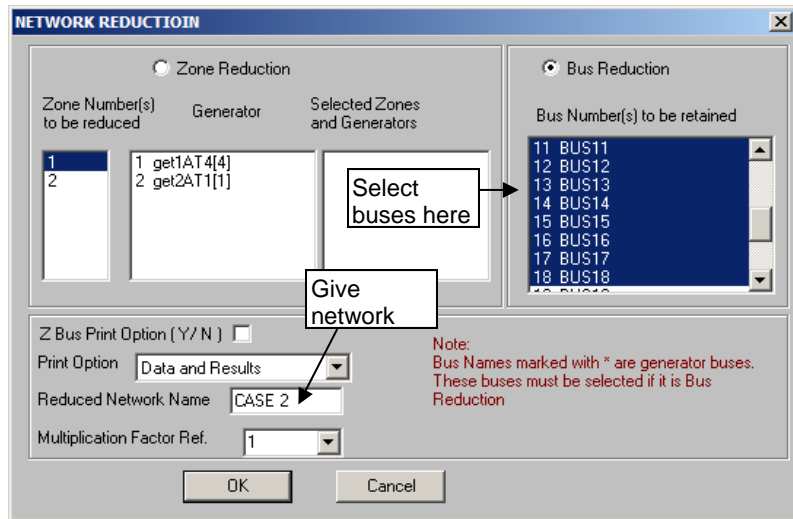 NETWORK REDUCTIOIN
Zone Reduction
Zone Number(s)
to be reduced
Generator
Selected Zones
and Generators
1
2
1 get1AT4[4]
2 get2AT1[1]
Select
buses here
Bus Reduction
Bus Number(s) to be retained
11 BUS11
12 BUS12
13 BUS13
14 BUS14
15 BUS15
16 BUS16
17 BUS17
18 BUS18
Give
network
Z Bus Print Option ( Y / N )
Print Option Data and Results
Reduced Network Name CASE 2
Multiplication Factor Ref. 1
Note:
Bus Names marked with * are generator buses.
These buses must be selected if it is Bus
Reduction
OK Cancel